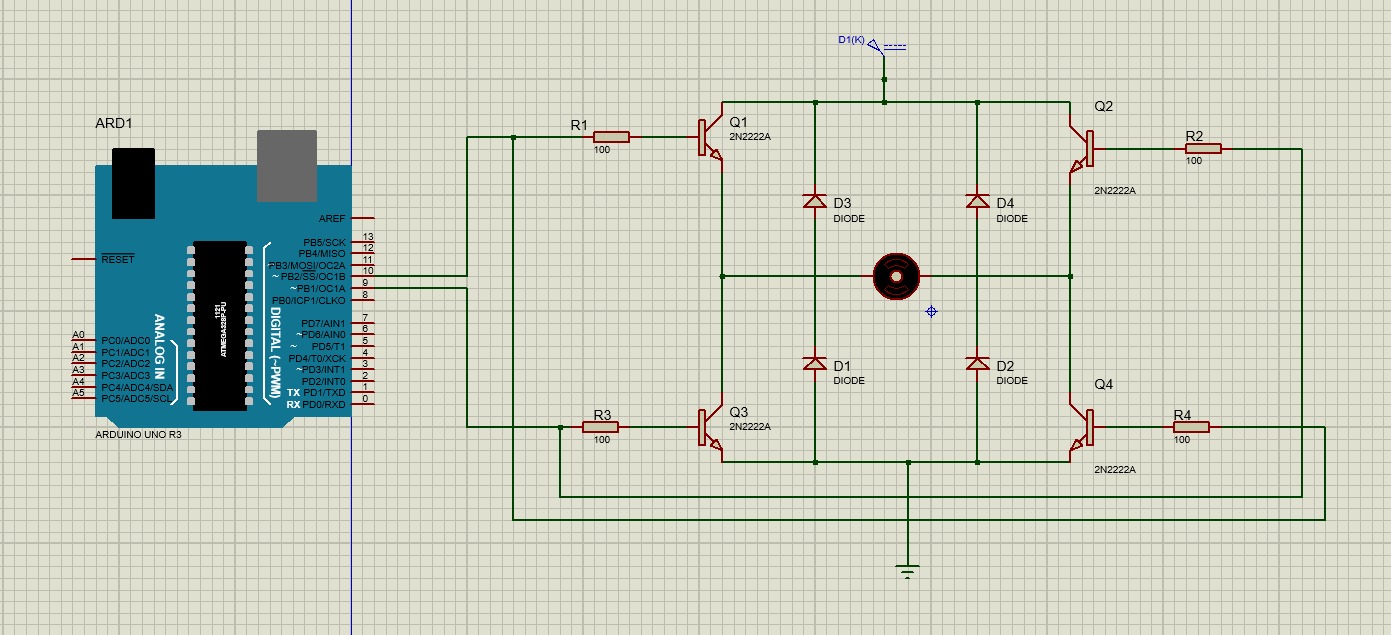 D1(K)
ARD1
AREF
RESET
PB5/SCK 13
PB4/MISO 12
PB3/MOSI/OC2A 11
~ PB2/SS/OC1B 10
~ PB1/OC1A 9
PB0/ICP1/CLKO 8
PD7/AIN1 7
~ PD6/AIN0 6
~ PD5/T1 5
PD4/T0/XCK 4
~ PD3/INT1 3
PD2/INT0 2
TX PD1/TXD 1
RX PD0/RXD 0
A0 PC0/ADC0
A1 PC1/ADC1
A2 PC2/ADC2
A3 PC3/ADC3
A4 PC4/ADC4/SDA
A5 PC5/ADC5/SCL
ANALOG IN
1121
ATMEGA328P-PU
DIGITAL (~PWM)
ARDUINO UNO R3
R1
100
Q1
2N2222A
Q2
2N2222A
R2
100
D3
DIODE
D4
DIODE
D1
DIODE
D2
DIODE
R3
100
Q3
2N2222A
Q4
2N2222A
R4
100